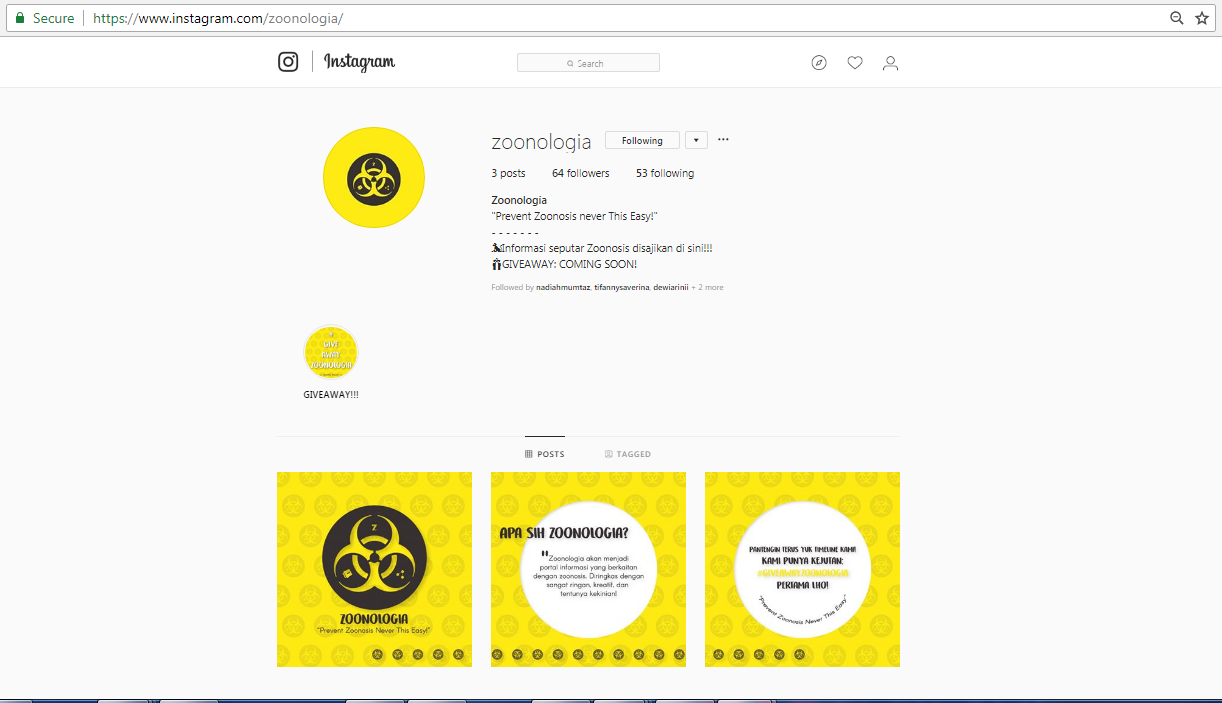 Secure https://www.instagram.com/zoonologia/
Instagram
Search
zoonologia Following
3 posts 64 followers 53 following
Zoonologia
"Prevent Zoonosis never This Easy!"
- - - - - - -
Informasi seputar Zoonosis disajikan di sini!!!
GIVEAWAY: COMING SOON!
Followed by nadiahmumtaz, tifannysaverina, dewiarinii + 2 more
GIVE
AWAY
ZOONOLOGIA
GIVEAWAY!!!
POSTS TAGGED
Z
ZOONOLOGIA
"Prevent Zoonosis Never This Easy!"
APA SIH ZOONOLOGIA?
"Zoonologia akan menjadi
portal informasi yang berkaitan
dengan zoonosis. Diringkas dengan
sangat ringan, kreatif, dan
tentunya kekinian!
PANTENGIN TERUS YUK TIMELINE KAMI!
KAMI PUNYA KEJUTAN;
#GIVEAWAYZOONOLOGIA
PERTAMA LHO!
"Prevent Zoonosis Never This Easy"